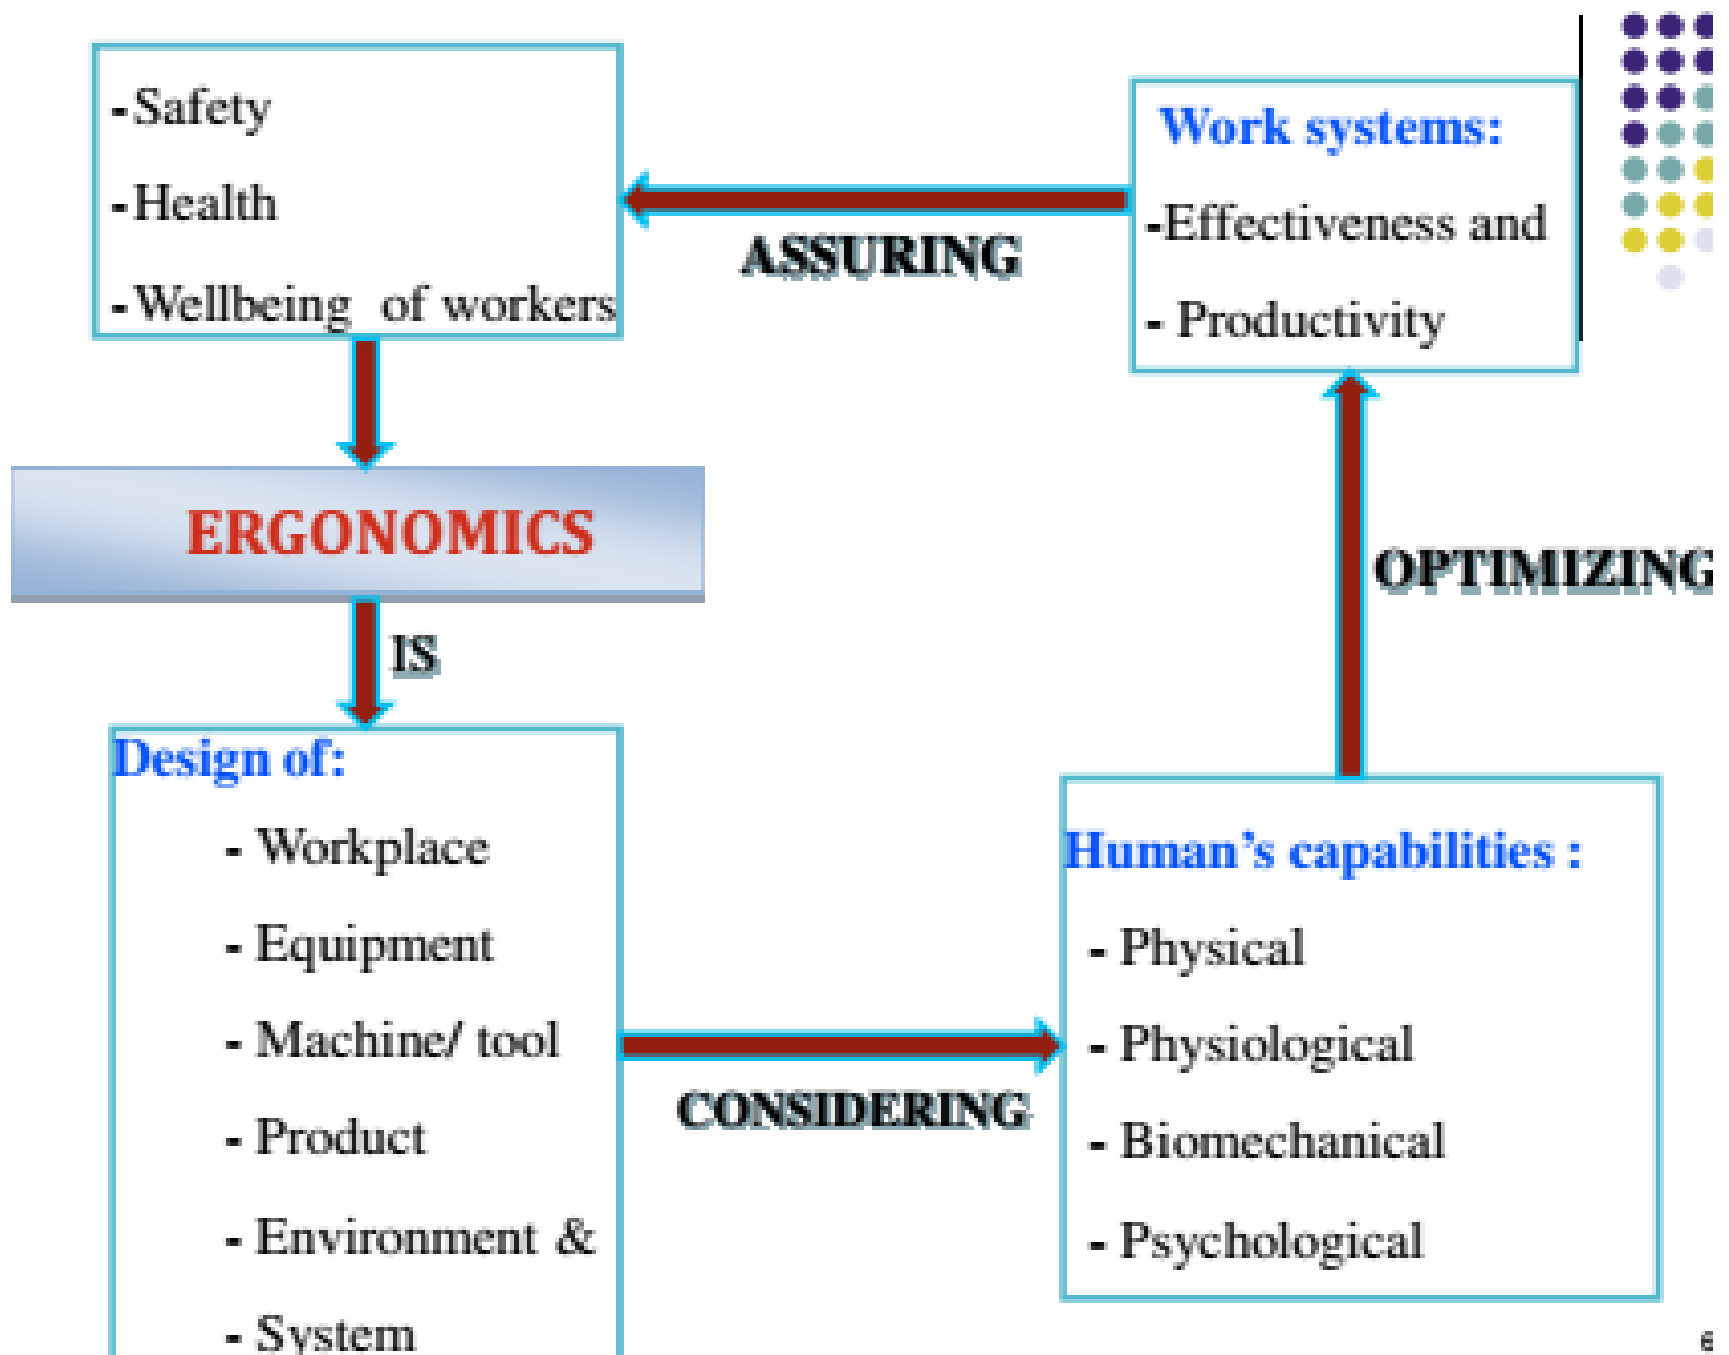 -Safety
-Health
-Wellbeing of workers
ASSURING
Work systems:
-Effectiveness and
- Productivity
ERGONOMICS
IS
OPTIMIZING
Design of:
- Workplace
- Equipment
- Machine/ tool
- Product
- Environment &
- System
CONSIDERING
Human's capabilities :
- Physical
- Physiological
- Biomechanical
- Psychological
6